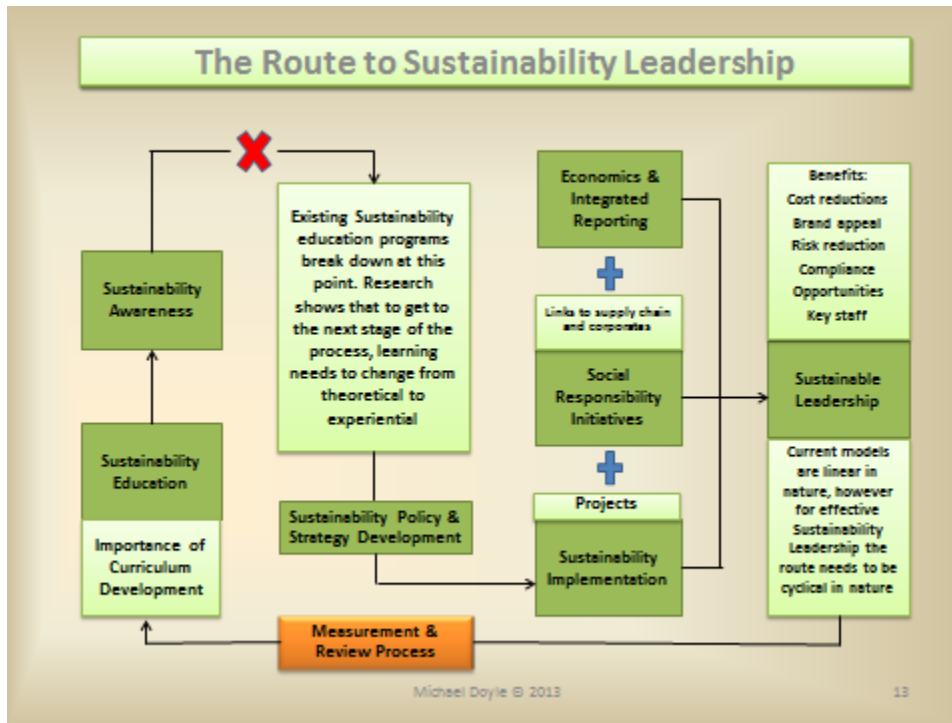 The Route to Sustainability Leadership
Sustainability
Awareness
Sustainability
Education
Importance of
Curriculum
Development
Existing Sustainability
education programs
break down at this
point. Research
shows that to get to
the next stage of the
process, learning
needs to change from
theoretical to
experiential
Sustainability Policy &
Strategy Development
Economics &
Integrated
Reporting
Links to supply chain
and corporates
Social
Responsibility
Initiatives
Projects
Sustainability
Implementation
Benefits:
Cost reductions
Brand appeal
Risk reduction
Compliance
Opportunities
Key staff
Sustainable
Leadership
Current models
are linear in
nature, however
for effective
Sustainability
Leadership the
route needs to be
cyclical in nature
Measurement &
Review Process
Michael Doyle © 2013
13